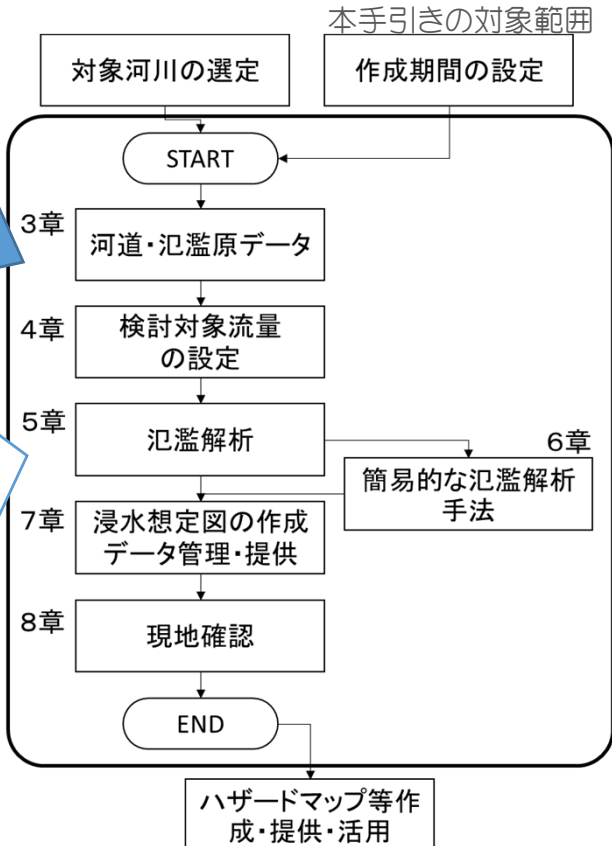 本手引きの対象範囲
対象河川の選定
作成期間の設定
START
3章
河道・氾濫原データ
4章
検討対象流量
の設定
5章
氾濫解析
6章
簡易的な氾濫解析
手法
7章
浸水想定図の作成
データ管理・提供
8章
現地確認
END
ハザードマップ等作
成・提供・活用